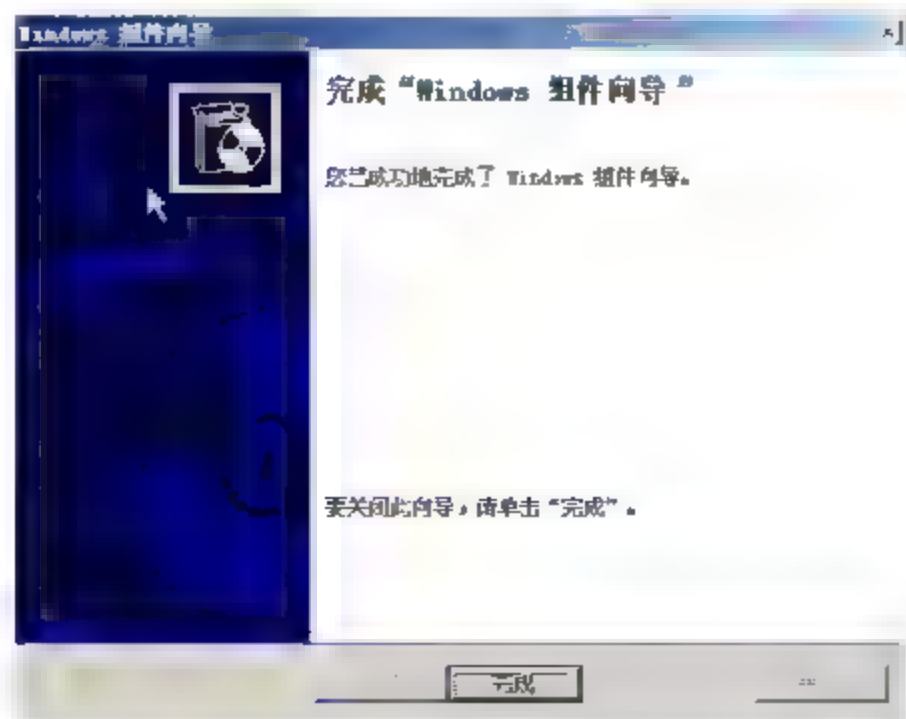 Windows 组件向导
完成“Windows 组件向导”
您已成功地完成了 Windows 组件向导。
要关闭此向导，请单击“完成”。
完成